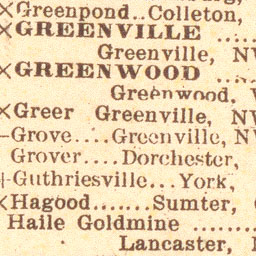 ×Greenpond..Colleton,
×GREENVILLE .....
Greenville, NW
×GREENWOOD .....
Greenwood,
×Greer Greenville, NW
–Grove....Greenville, NW
Grover....Dorchester,
+Guthriesville...York,
×Hagood.......Sumter,
Haile Goldmine ........
Lancaster,